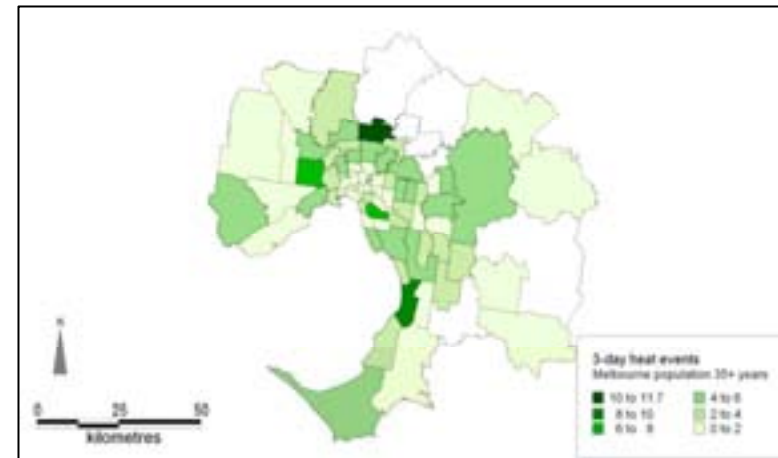 N
0 25 50
kilometres
3-day heat events
Melbourne population 35+ years
10 to 11.7 4 to 6
8 to 10 2 to 4
6 to 8 0 to 2